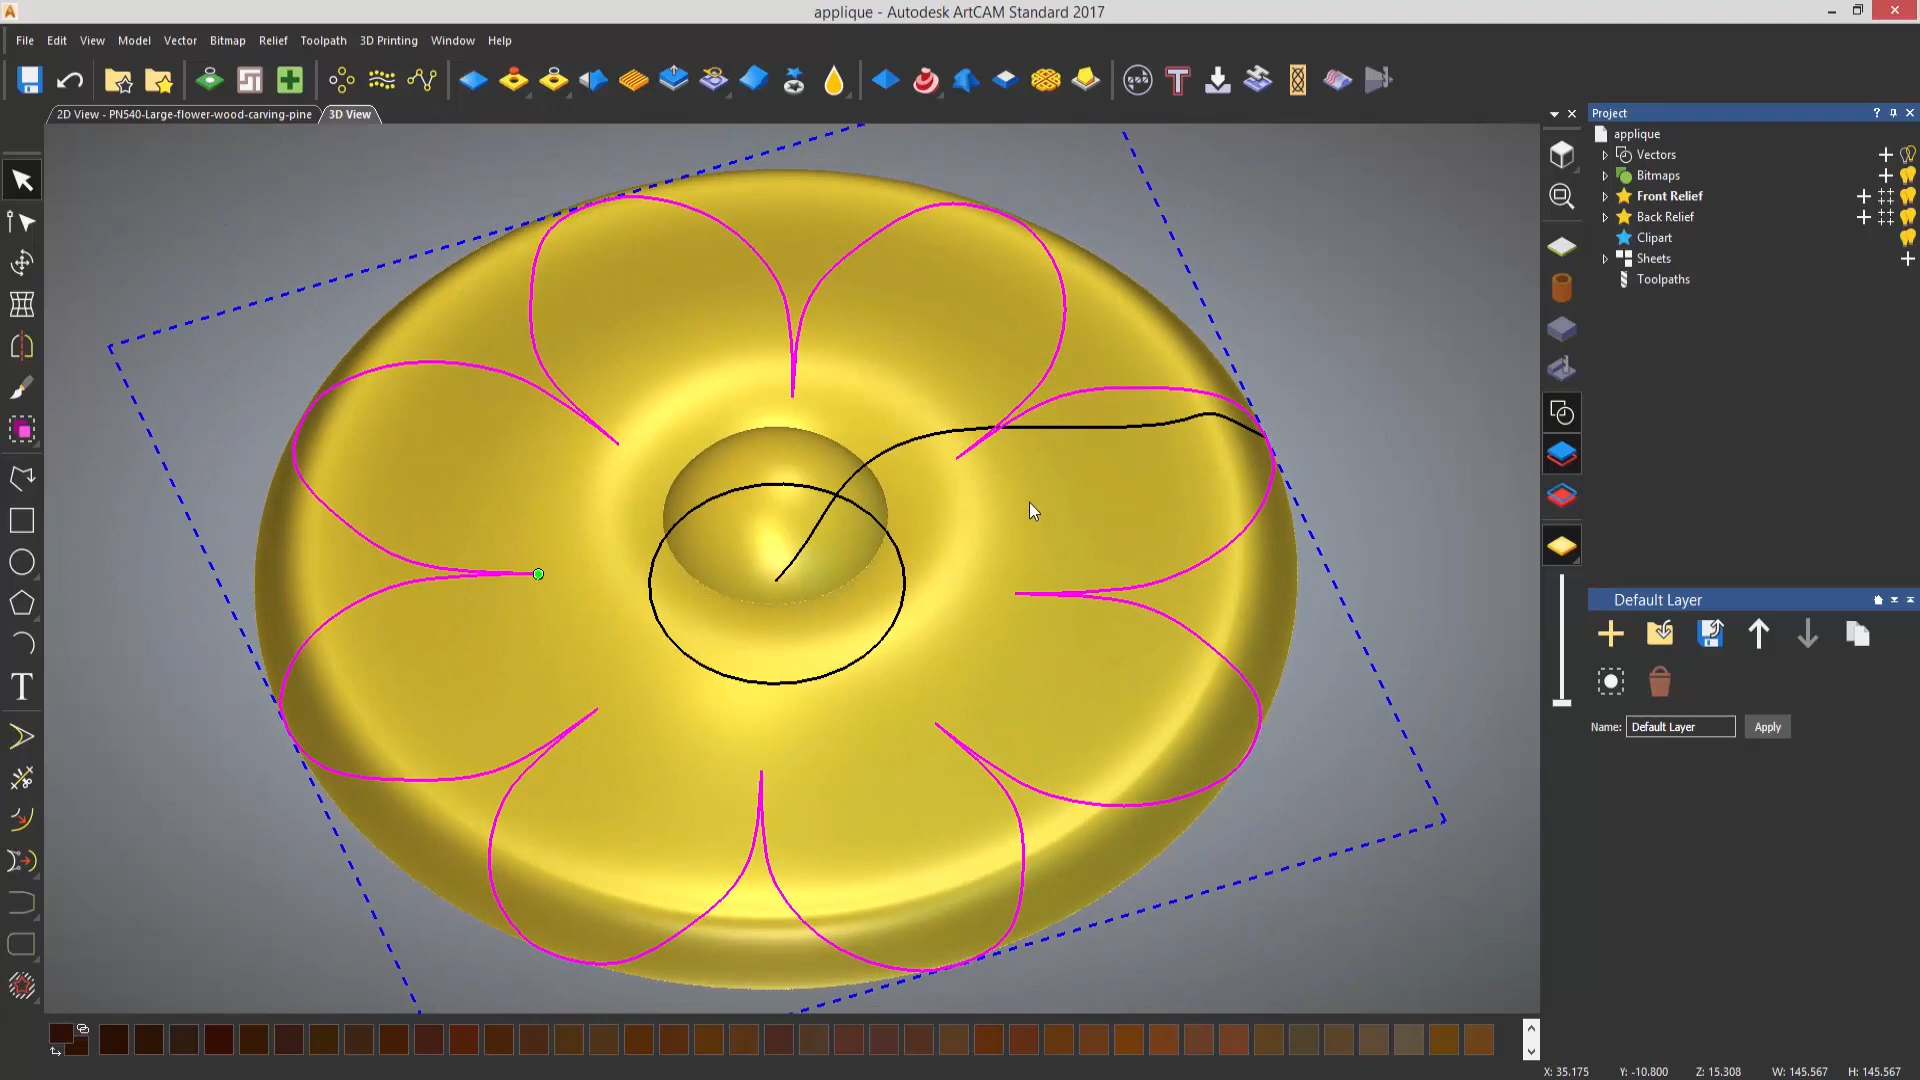 applique - Autodesk ArtCAM Standard 2017
File Edit View Model Vector Bitmap Relief Toolpath 3D Printing Window Help
2D View - PN540-Large-flower-wood-carving-pine 3D View
Project
applique
Vectors
Bitmaps
Front Relief
Back Relief
Clipart
Sheets
Toolpaths
Default Layer
Name: Default Layer Apply
X: 35.175 Y: -10.800 Z: 15.308 W: 145.567 H: 145.567